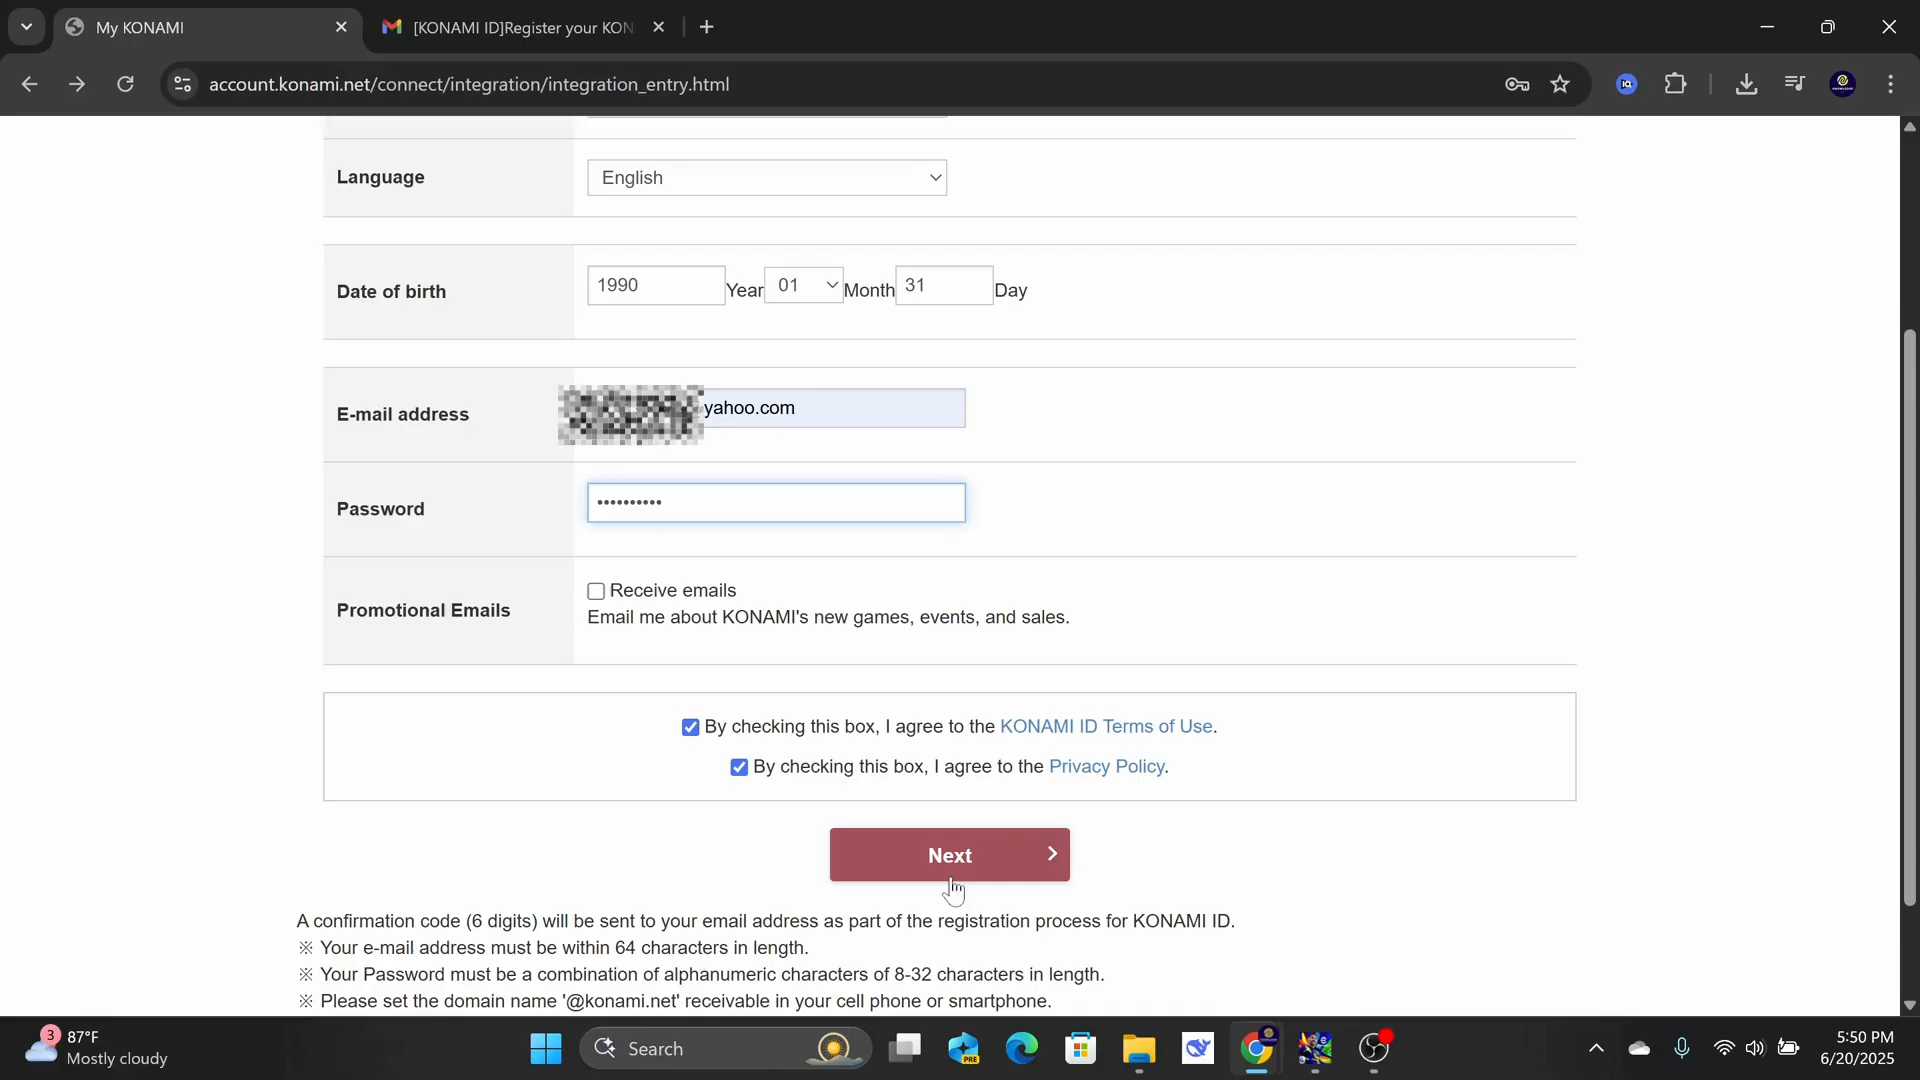 My KONAMI
[KONAMI ID]Register your KON
account.konami.net/connect/integration/integration_entry.html
Language
English
Date of birth
1990 Year 01 Month 31 Day
E-mail address
yahoo.com
Password
••••••••••
Promotional Emails
Receive emails
Email me about KONAMI's new games, events, and sales.
By checking this box, I agree to the KONAMI ID Terms of Use.
By checking this box, I agree to the Privacy Policy.
Next
A confirmation code (6 digits) will be sent to your email address as part of the registration process for KONAMI ID.
※ Your e-mail address must be within 64 characters in length.
※ Your Password must be a combination of alphanumeric characters of 8-32 characters in length.
※ Please set the domain name '@konami.net' receivable in your cell phone or smartphone.
3
87°F
Mostly cloudy
Search
PRE
5:50 PM
6/20/2025